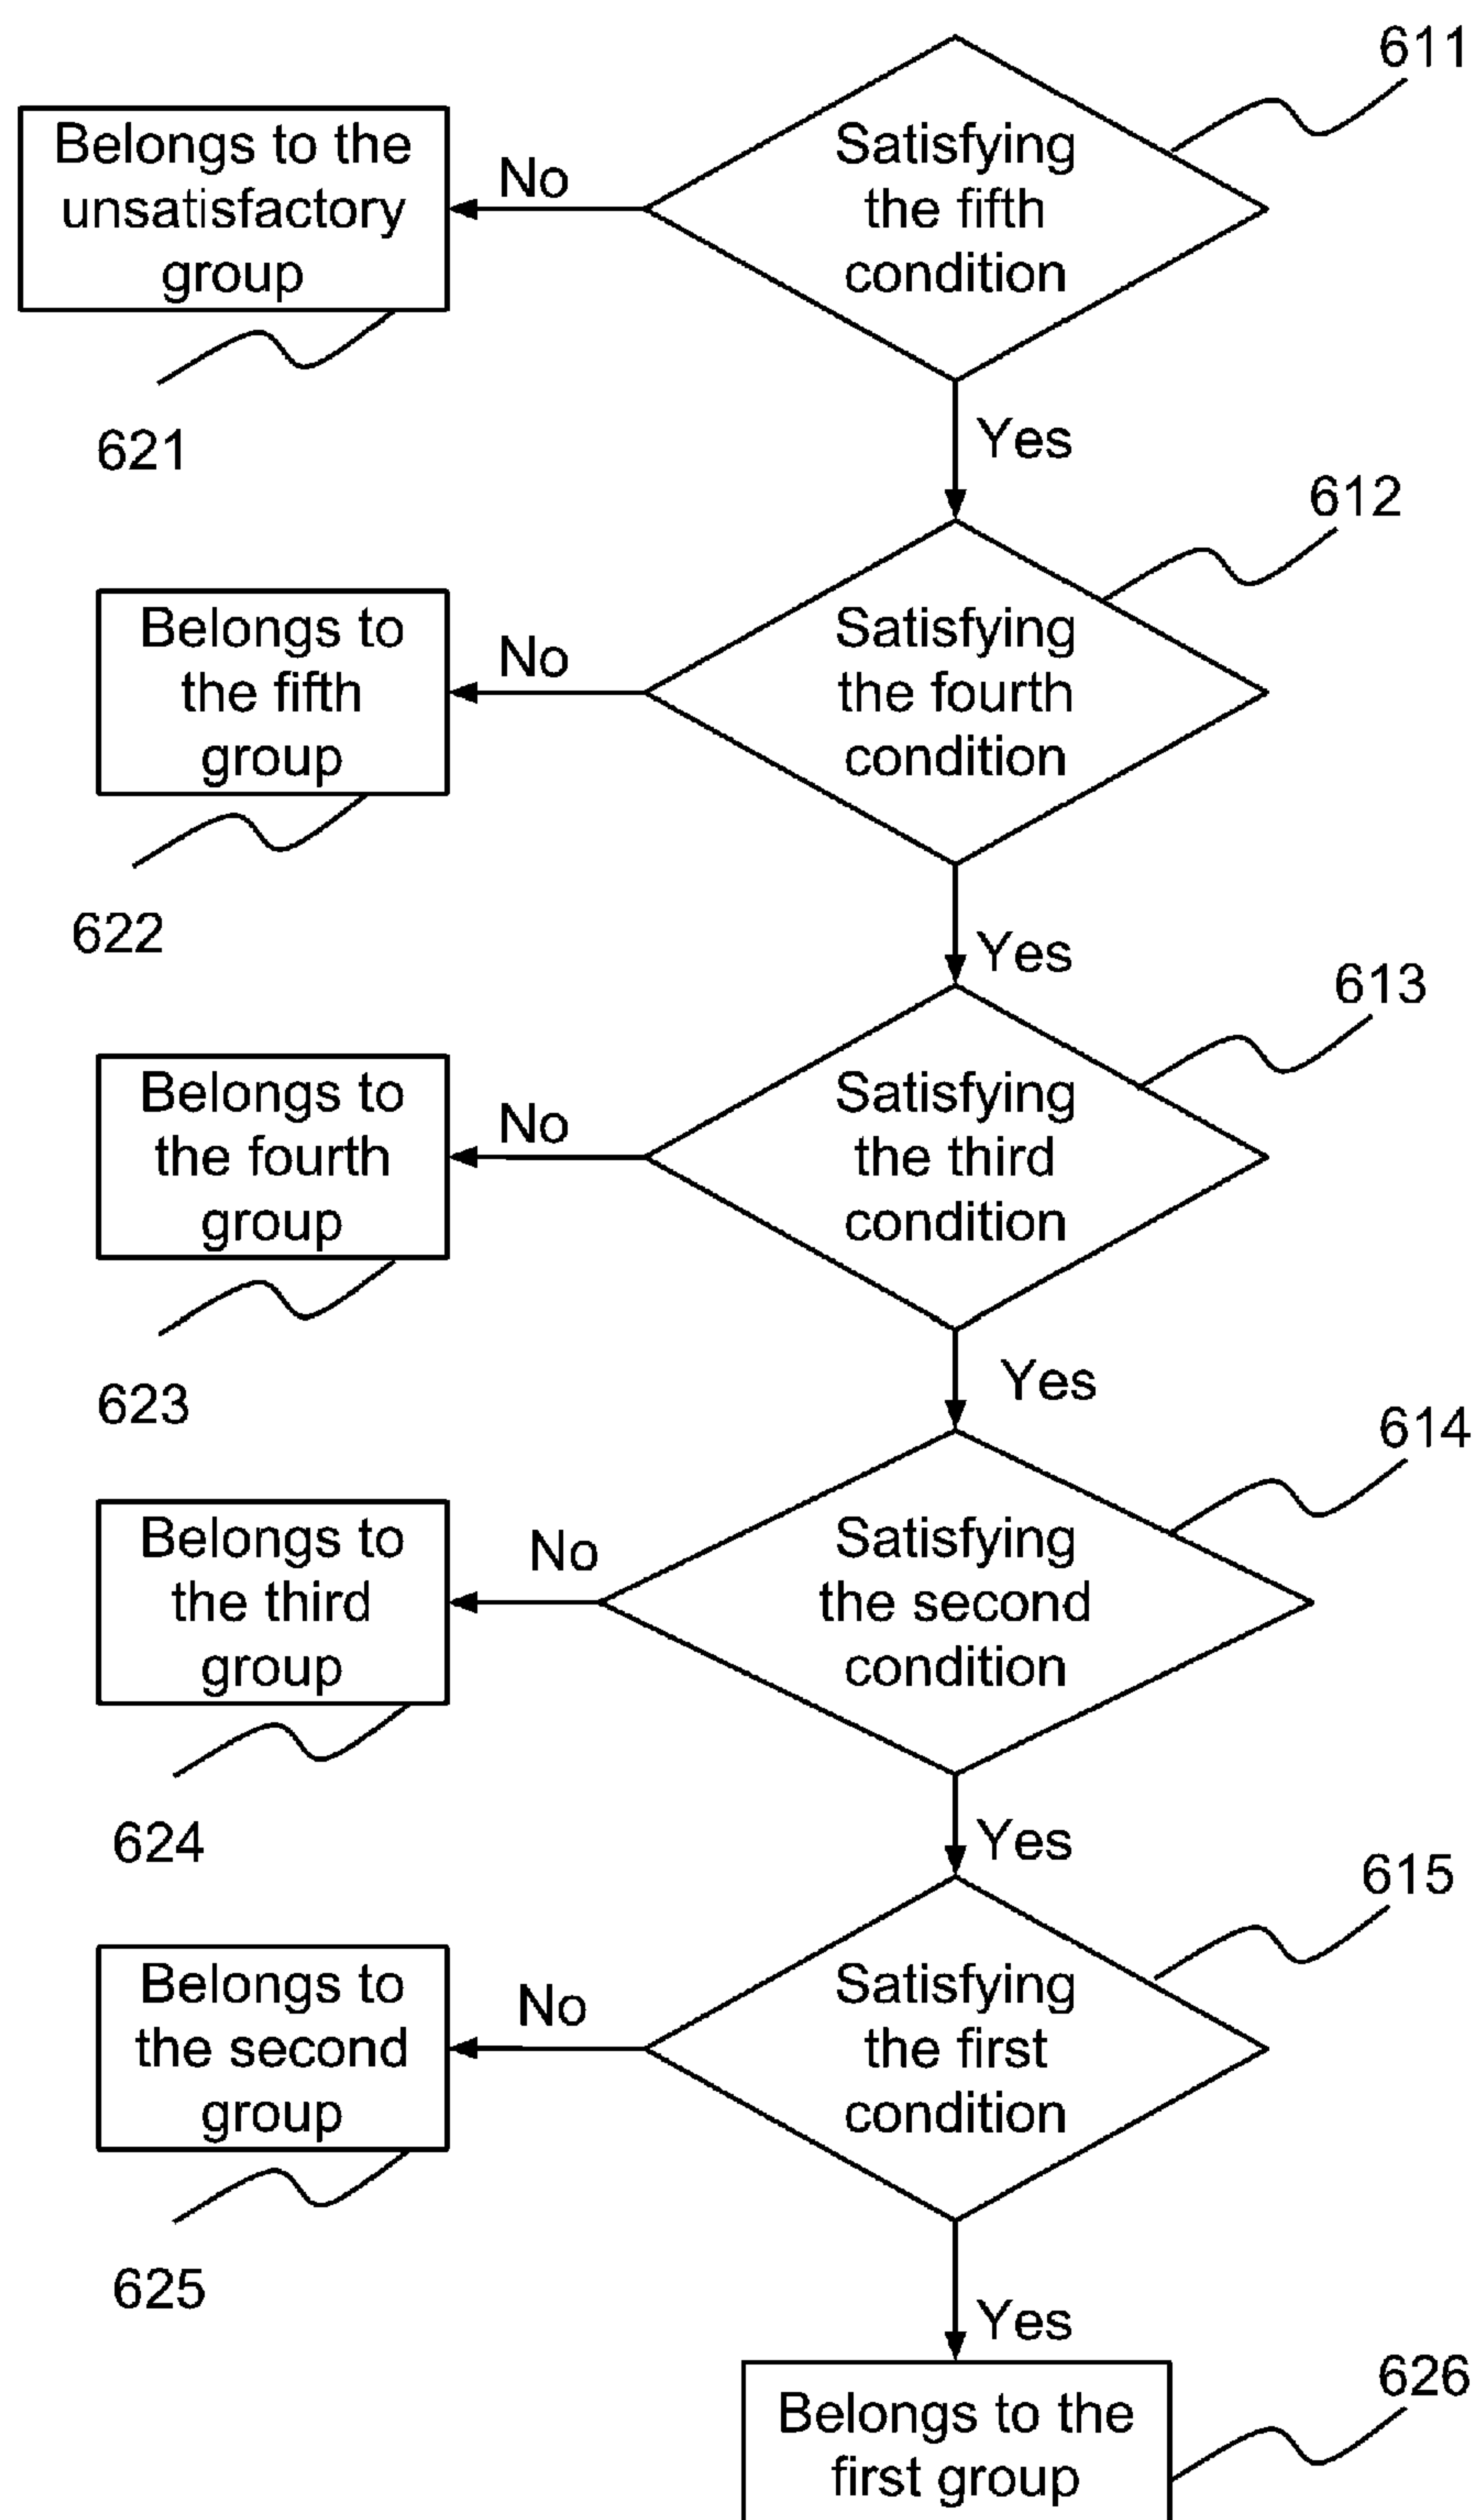 611
Satisfying
the fifth
condition
No
Belongs to the
unsatisfactory
group
621
Yes
612
Satisfying
the fourth
condition
No
Belongs to
the fifth
group
622
Yes
613
Satisfying
the third
condition
No
Belongs to
the fourth
group
623
Yes
614
Satisfying
the second
condition
No
Belongs to
the third
group
624
Yes
615
Satisfying
the first
condition
No
Belongs to
the second
group
625
Yes
626
Belongs to the
first group